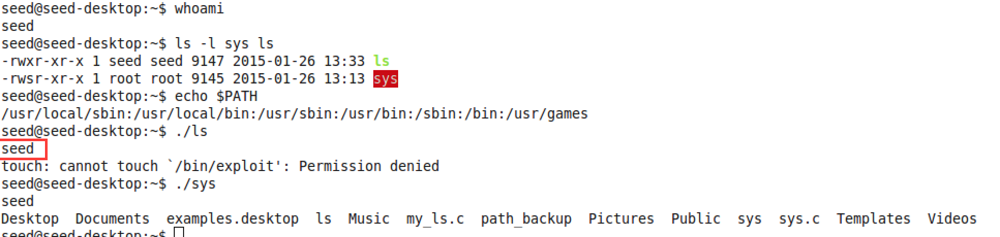 seed@seed-desktop:~$ whoami
seed
seed@seed-desktop:~$ ls -l sys ls
-rwxr-xr-x 1 seed seed 9147 2015-01-26 13:33 ls
-rwsr-xr-x 1 root root 9145 2015-01-26 13:13 sys
seed@seed-desktop:~$ echo $PATH
/usr/local/sbin:/usr/local/bin:/usr/sbin:/usr/bin:/sbin:/bin:/usr/games
seed@seed-desktop:~$ ./ls
seed
touch: cannot touch `/bin/exploit': Permission denied
seed@seed-desktop:~$ ./sys
seed
Desktop  Documents  examples.desktop  ls  Music  my_ls.c  path_backup  Pictures  Public  sys  sys.c  Templates  Videos
seed@seed-desktop:~$